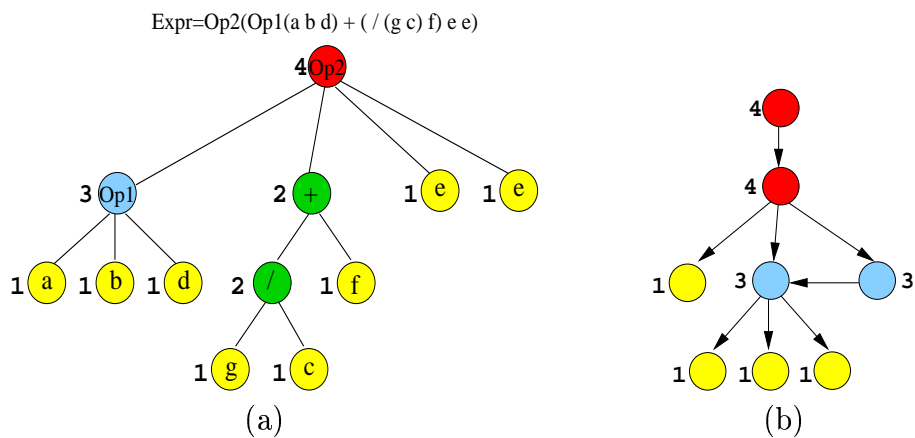 Expr=Op2(Op1(a b d) + ( / (g c) f) e e)
4 Op2
4
4
3 Op1 2 + 1 e 1 e
1 a 1 b 1 d 2 / 1 f
1 3 3
1 g 1 c
1 1 1
(a) (b)